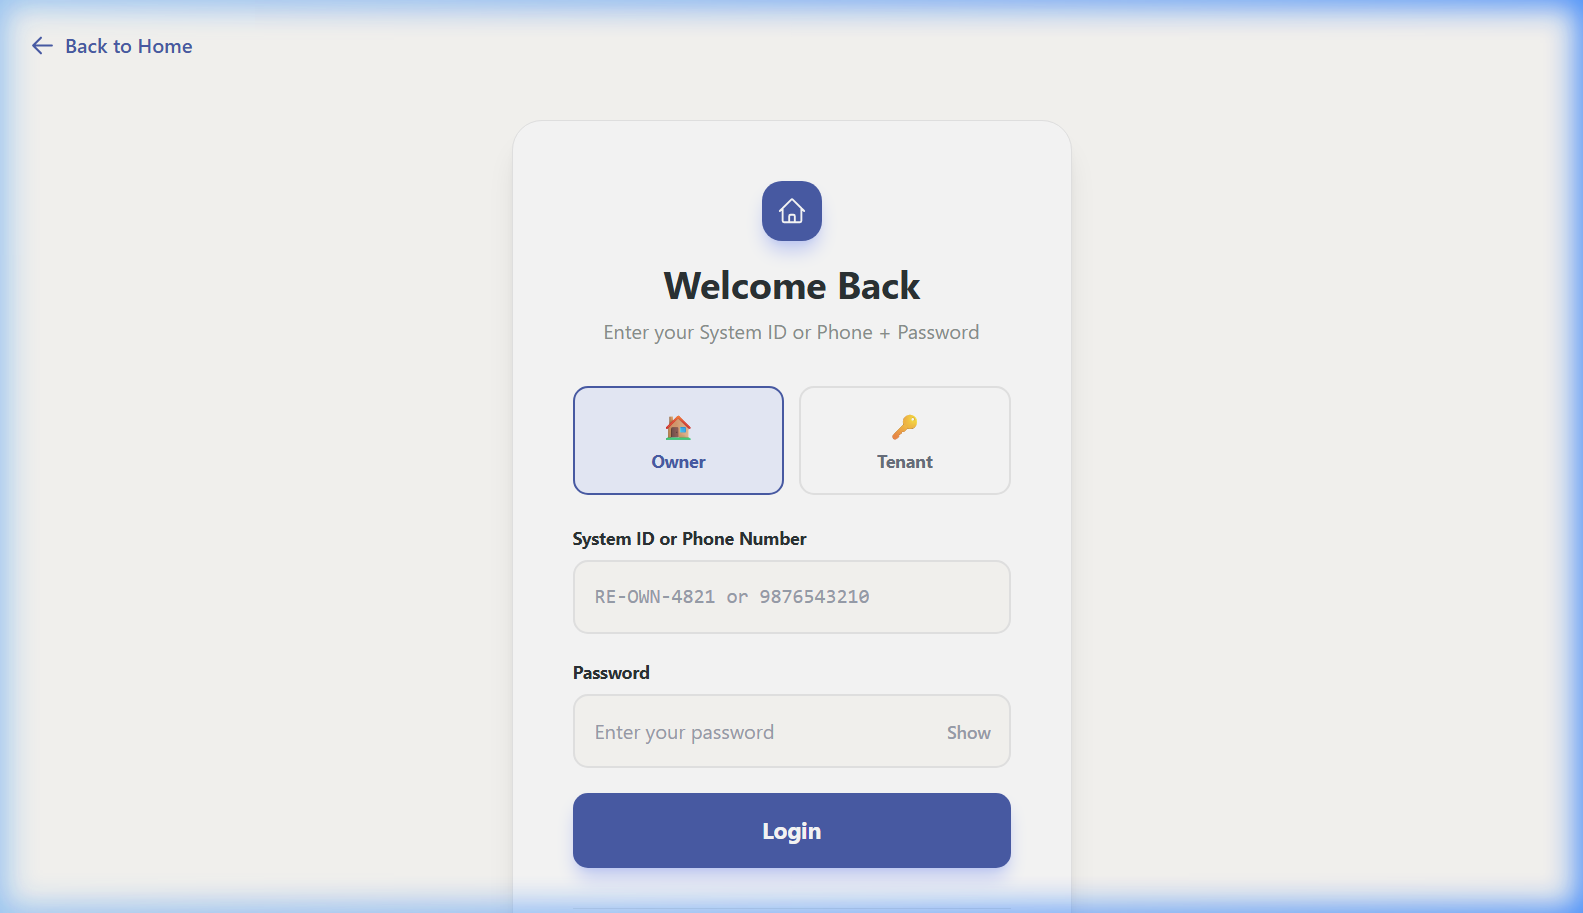 Back to Home
Welcome Back
Enter your System ID or Phone + Password
Owner
Tenant
System ID or Phone Number
RE-OWN-4821 or 9876543210
Password
Enter your password
Show
Login